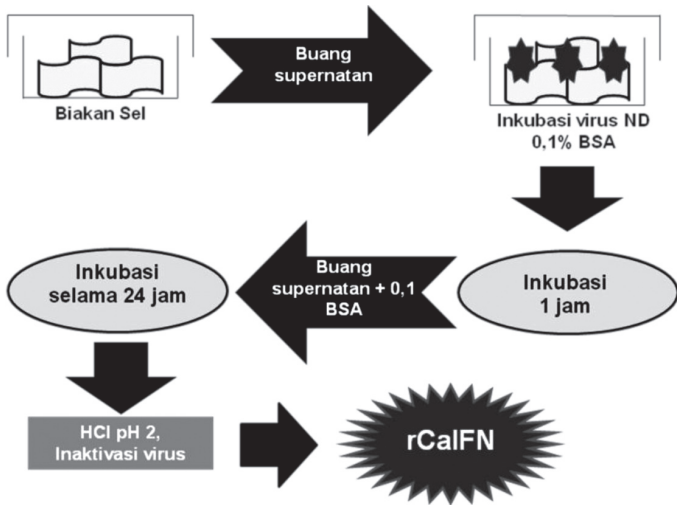 Biakan Sel
Buang
supernatan
Inkubasi virus ND
0,1% BSA
Inkubasi
1 jam
Buang
supernatan + 0,1
BSA
Inkubasi
selama 24 jam
HCl pH 2,
Inaktivasi virus
rCaIFN